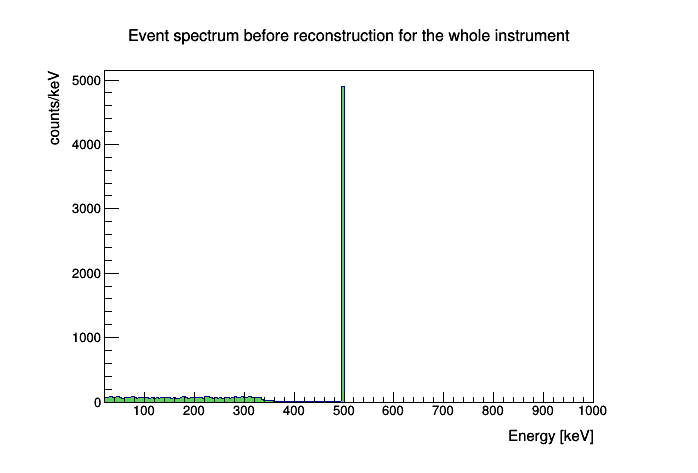 Event spectrum before reconstruction for the whole instrument
counts/keV
5000
4000
3000
2000
1000
0
100 200 300 400 500 600 700 800 900 1000
Energy [keV]